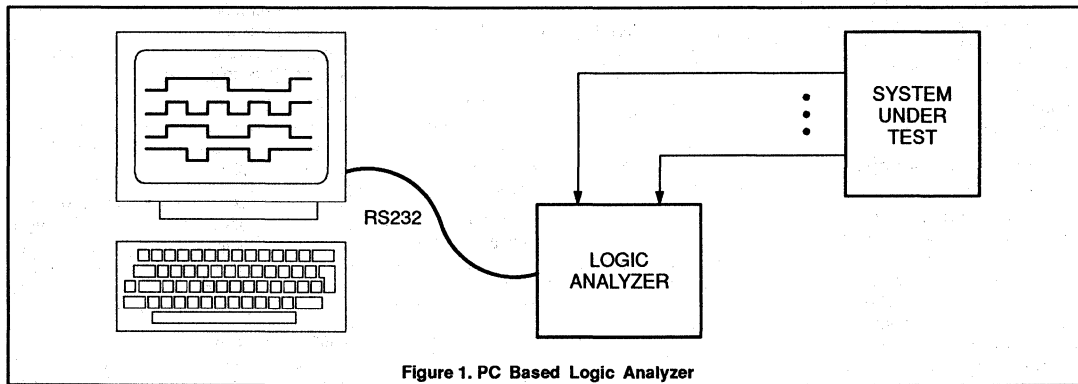 SYSTEM
UNDER
TEST
RS232
LOGIC
ANALYZER
Figure 1. PC Based Logic Analyzer